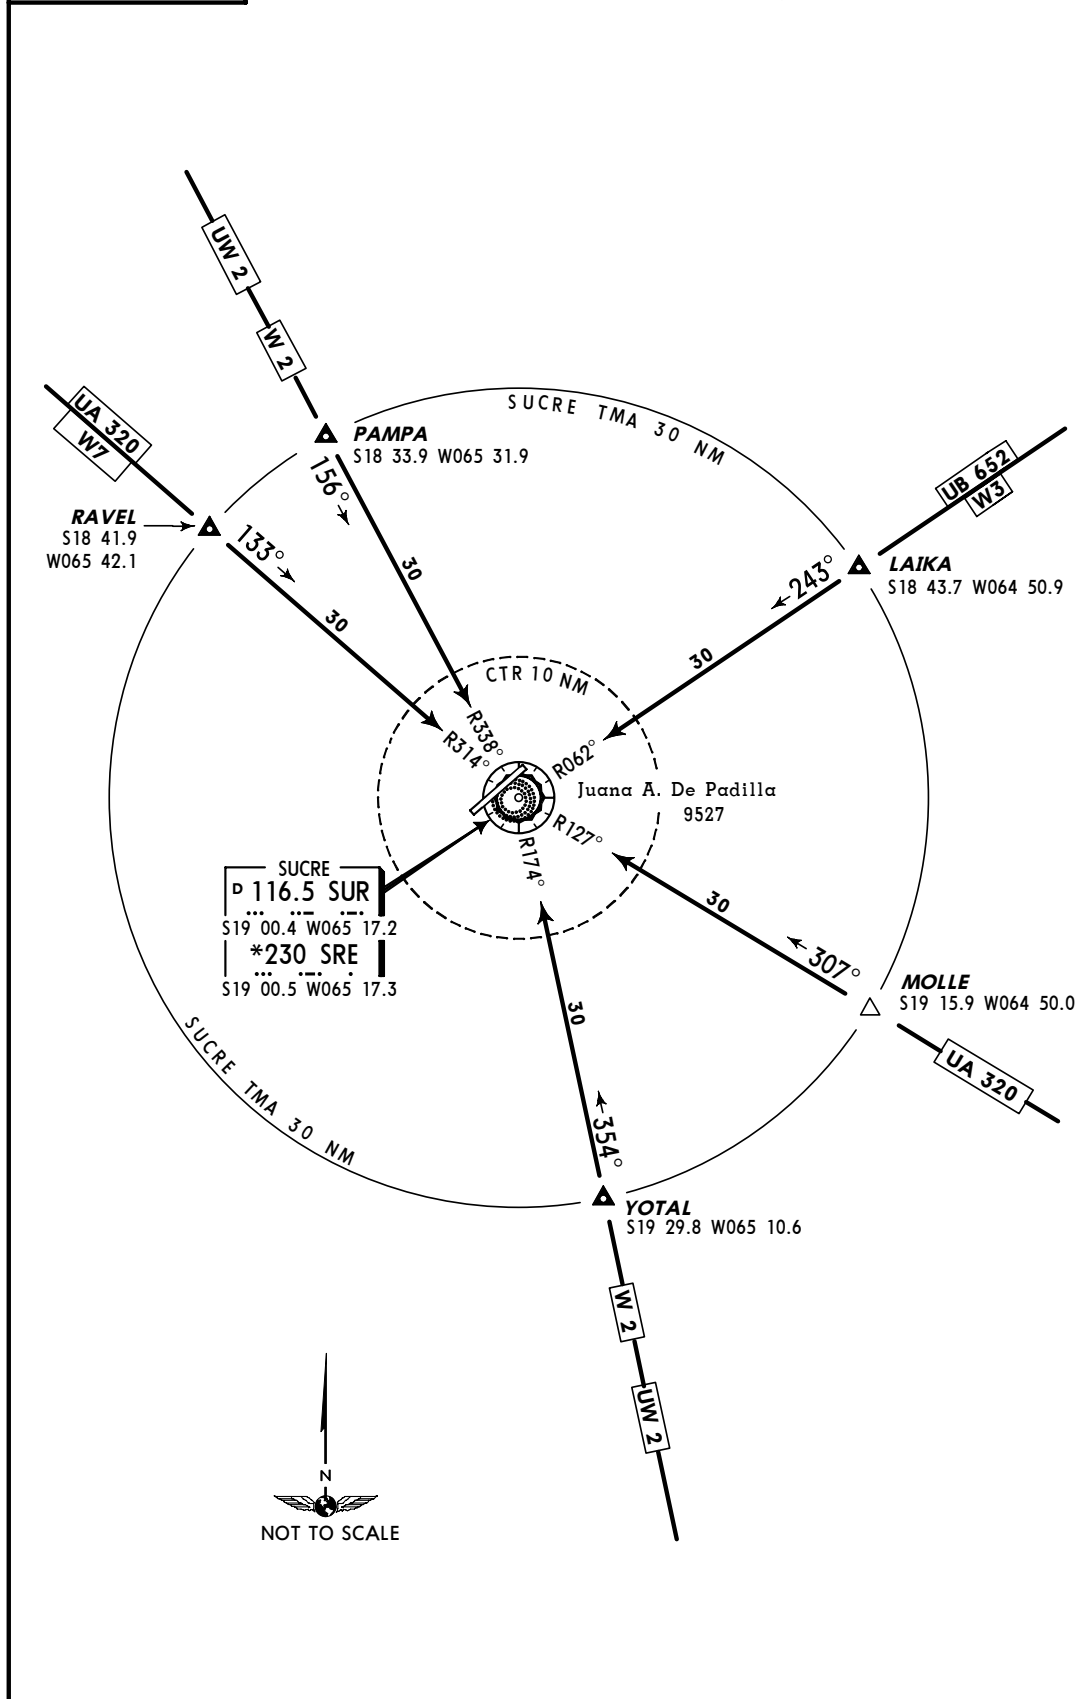 UW 2
W 2
UA 320
W7
SUCRE TMA 30 NM
PAMPA
S18 33.9 W065 31.9
156°
RAVEL
S18 41.9
W065 42.1
133°
30
30
UB 652
W3
LAIKA
S18 43.7 W064 50.9
243°
30
CTR 10 NM
R338°
R314°
R062°
Juana A. De Padilla
9527
R127°
R174°
SUCRE
D 116.5 SUR
S19 00.4 W065 17.2
*230 SRE
S19 00.5 W065 17.3
30
307°
MOLLE
S19 15.9 W064 50.0
UA 320
30
354°
SUCRE TMA 30 NM
YOTAL
S19 29.8 W065 10.6
W 2
UW 2
N
NOT TO SCALE